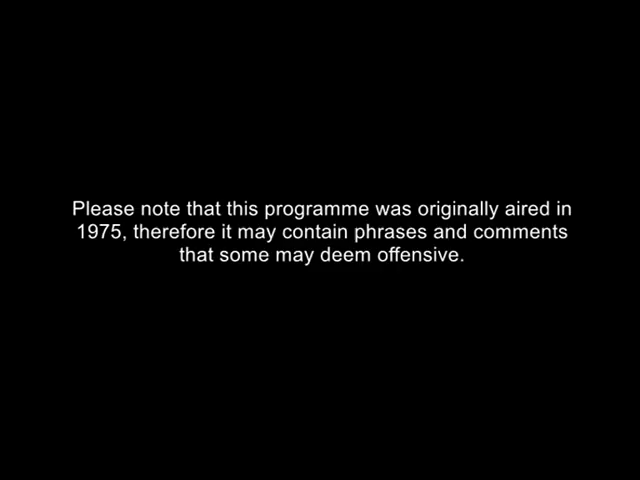 Please note that this programme was originally aired in
1975, therefore it may contain phrases and comments
that some may deem offensive.